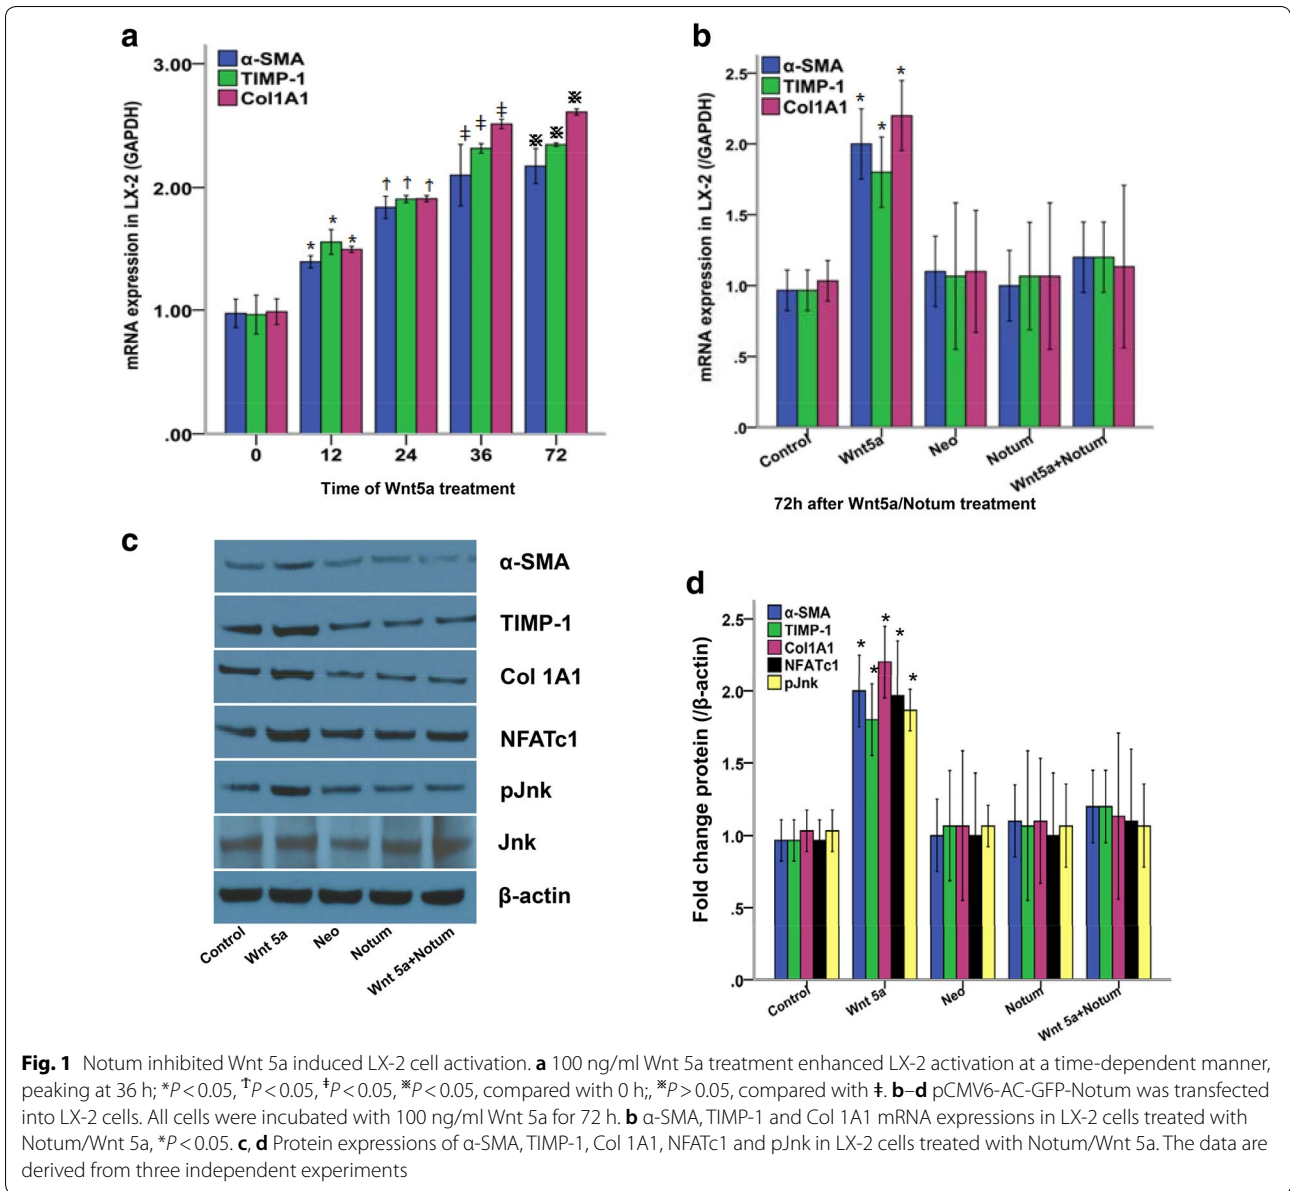 a
3.00
2.00
1.00
.00
mRNA expression in LX-2 (GAPDH)
α-SMA
TIMP-1
Col1A1
* * *
† † †
‡ ‡ ‡
※ ※ ※
0 12 24 36 72
Time of Wnt5a treatment
b
2.5
2.0
1.5
1.0
.5
.0
mRNA expression in LX-2 (/GAPDH)
α-SMA
TIMP-1
Col1A1
* * *
Control Wnt5a Neo Notum Wnt5a+Notum
72h after Wnt5a/Notum treatment
c
α-SMA
TIMP-1
Col 1A1
NFATc1
pJnk
Jnk
β-actin
Control Wnt 5a Neo Notum Wnt 5a+Notum
d
2.5
2.0
1.5
1.0
.5
.0
Fold change protein (/β-actin)
α-SMA
TIMP-1
Col1A1
NFATc1
pJnk
* * * * *
Control Wnt 5a Neo Notum Wnt 5a+Notum
Fig. 1 Notum inhibited Wnt 5a induced LX-2 cell activation. a 100 ng/ml Wnt 5a treatment enhanced LX-2 activation at a time-dependent manner,
peaking at 36 h; *P < 0.05, †P < 0.05, ‡P < 0.05, ※P < 0.05, compared with 0 h;, ※P > 0.05, compared with ‡. b–d pCMV6-AC-GFP-Notum was transfected
into LX-2 cells. All cells were incubated with 100 ng/ml Wnt 5a for 72 h. b α-SMA, TIMP-1 and Col 1A1 mRNA expressions in LX-2 cells treated with
Notum/Wnt 5a, *P < 0.05. c, d Protein expressions of α-SMA, TIMP-1, Col 1A1, NFATc1 and pJnk in LX-2 cells treated with Notum/Wnt 5a. The data are
derived from three independent experiments